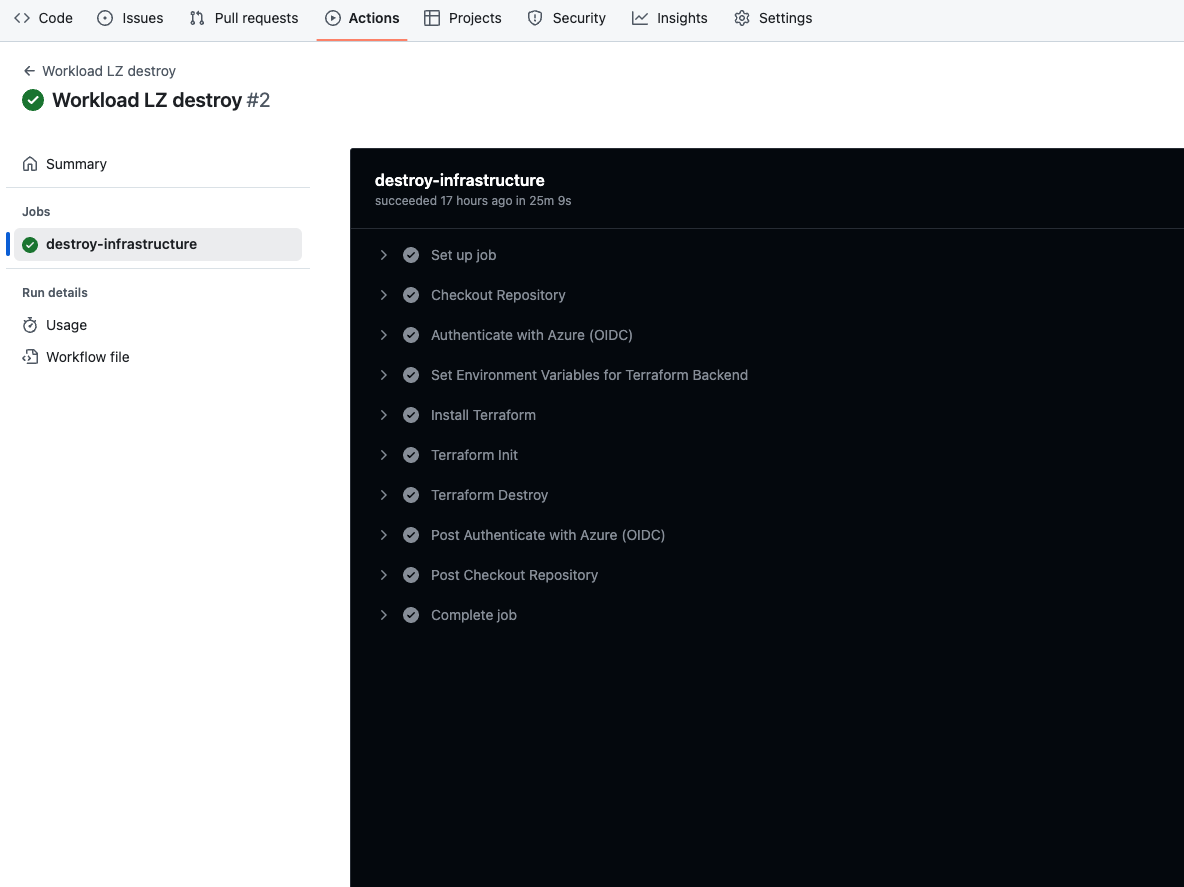 Code Issues Pull requests Actions Projects Security Insights Settings
Workload LZ destroy
Workload LZ destroy #2
Summary
Jobs
destroy-infrastructure
Run details
Usage
Workflow file
destroy-infrastructure
succeeded 17 hours ago in 25m 9s
Set up job
Checkout Repository
Authenticate with Azure (OIDC)
Set Environment Variables for Terraform Backend
Install Terraform
Terraform Init
Terraform Destroy
Post Authenticate with Azure (OIDC)
Post Checkout Repository
Complete job